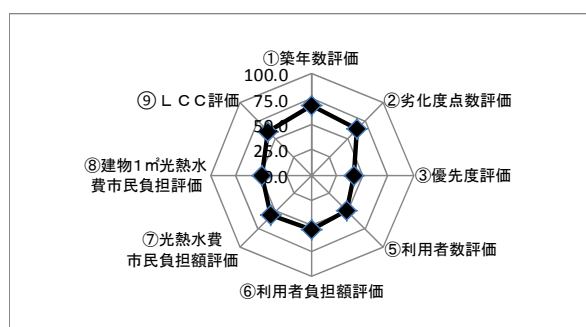 ①築年数評価
100.0
75.0
50.0
25.0
0.0
⑨ＬＣＣ評価
②劣化度点数評価
⑧建物1㎡光熱水
費市民負担評価
③優先度評価
⑦光熱水費
市民負担額評価
⑤利用者数評価
⑥利用者負担額評価